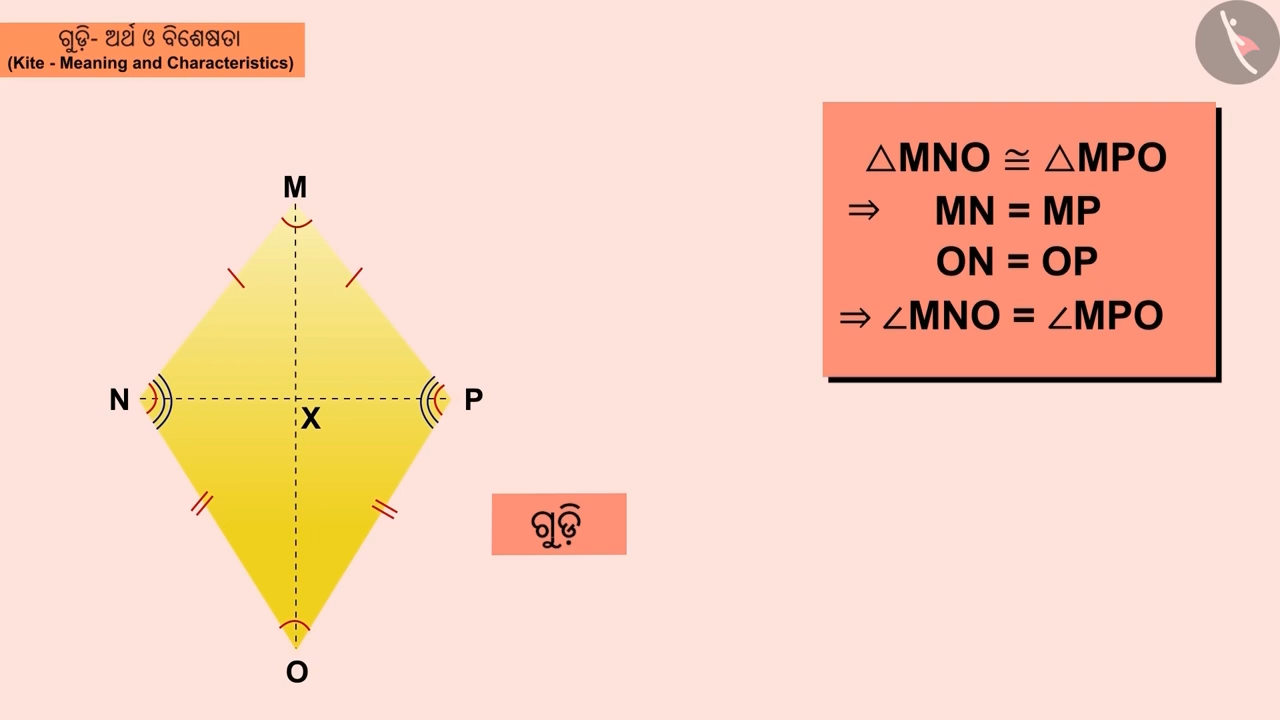 ଗୁଡ଼ି- ଅର୍ଥ ଓ ବିଶେଷତା
(Kite - Meaning and Characteristics)
△MNO ≅ △MPO
⇒ MN = MP
ON = OP
⇒ ∠MNO = ∠MPO
M
N
X
P
ଗୁଡ଼ି
O